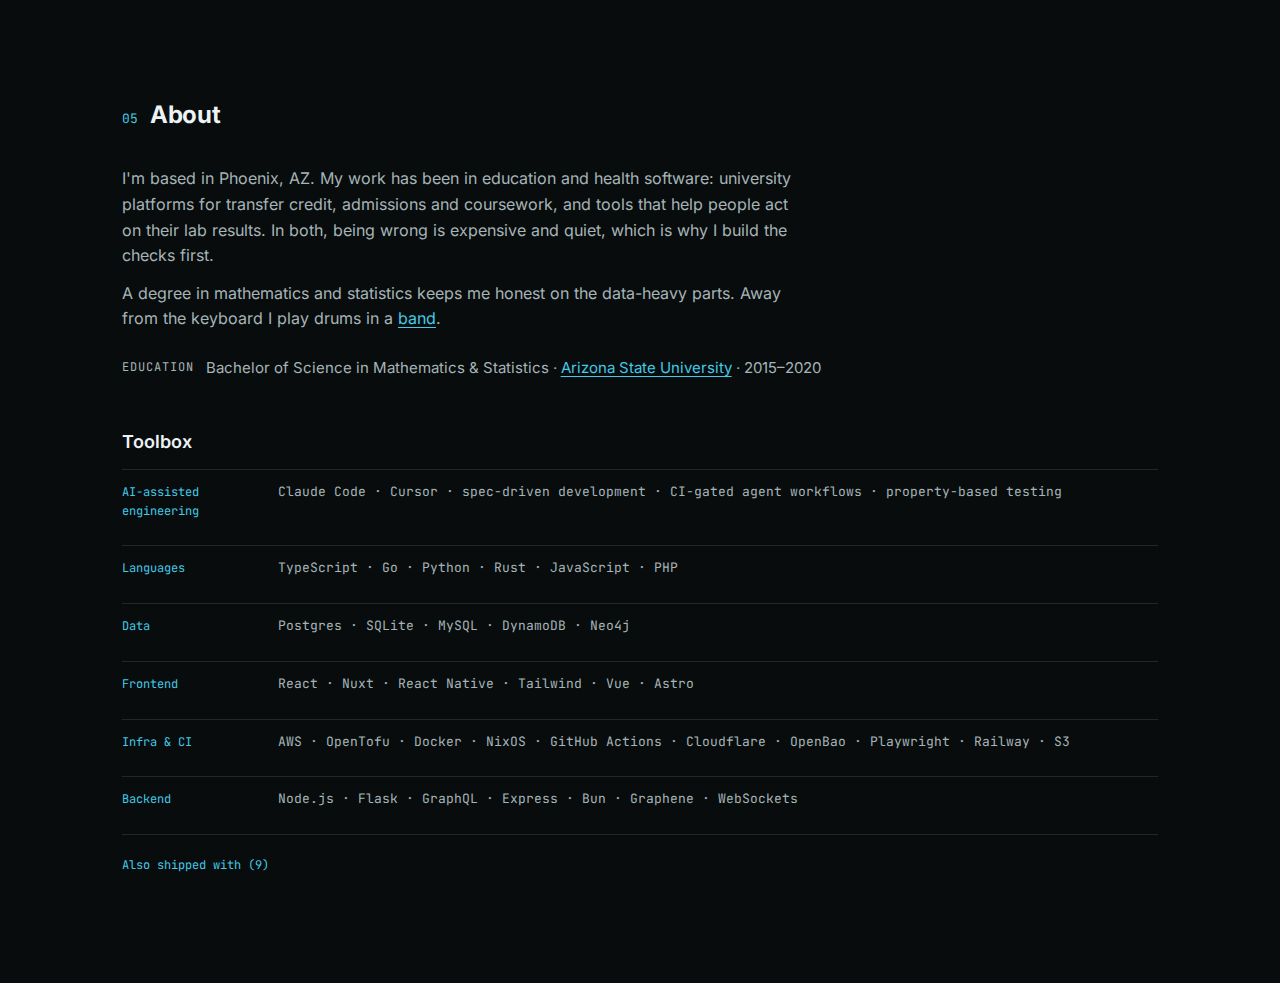 05 About
I'm based in Phoenix, AZ. My work has been in education and health software: university
platforms for transfer credit, admissions and coursework, and tools that help people act
on their lab results. In both, being wrong is expensive and quiet, which is why I build the
checks first.
A degree in mathematics and statistics keeps me honest on the data-heavy parts. Away
from the keyboard I play drums in a band.
EDUCATION Bachelor of Science in Mathematics & Statistics · Arizona State University · 2015–2020
Toolbox
AI-assisted engineering
Claude Code · Cursor · spec-driven development · CI-gated agent workflows · property-based testing
Languages TypeScript · Go · Python · Rust · JavaScript · PHP
Data Postgres · SQLite · MySQL · DynamoDB · Neo4j
Frontend React · Nuxt · React Native · Tailwind · Vue · Astro
Infra & CI AWS · OpenTofu · Docker · NixOS · GitHub Actions · Cloudflare · OpenBao · Playwright · Railway · S3
Backend Node.js · Flask · GraphQL · Express · Bun · Graphene · WebSockets
Also shipped with (9)